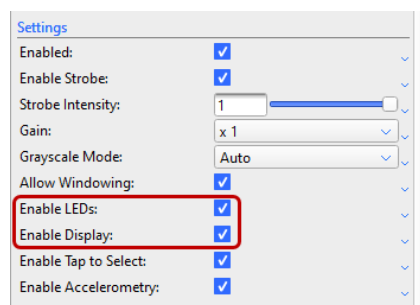 Settings
Enabled:
Enable Strobe:
Strobe Intensity: 1
Gain: x 1
Grayscale Mode: Auto
Allow Windowing:
Enable LEDs:
Enable Display:
Enable Tap to Select:
Enable Accelerometry: